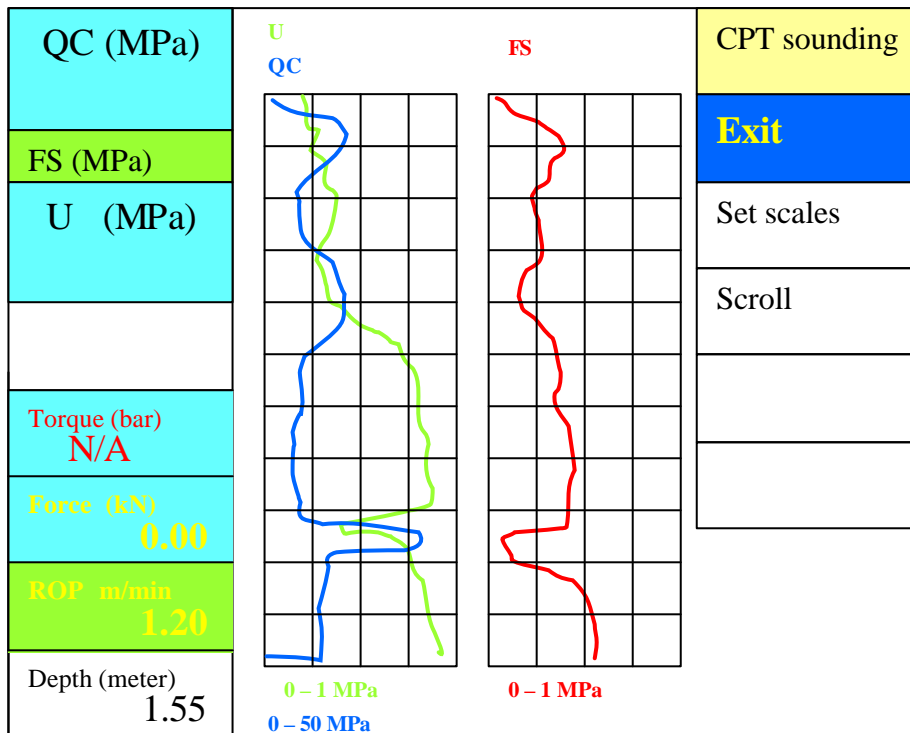 QC (MPa)
FS (MPa)
U (MPa)
Torque (bar)
N/A
Force (kN)
0.00
ROP m/min
1.20
Depth (meter)
1.55
U
QC
FS
0 – 1 MPa
0 – 50 MPa
0 – 1 MPa
CPT sounding
Exit
Set scales
Scroll